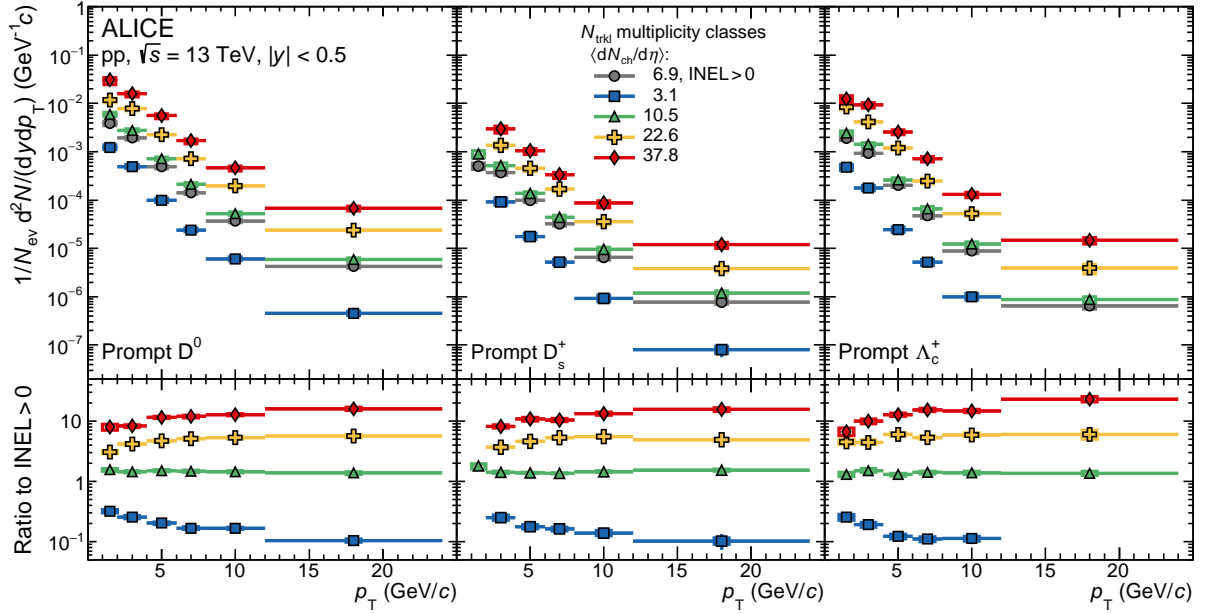 ALICE
pp, √s = 13 TeV, |y| < 0.5
1/N_ev d²N/(dydp_T) (GeV⁻¹c)
1
10⁻¹
10⁻²
10⁻³
10⁻⁴
10⁻⁵
10⁻⁶
10⁻⁷
Prompt D⁰
N_trkl multiplicity classes
⟨dN_ch/dη⟩:
6.9, INEL>0
3.1
10.5
22.6
37.8
Prompt D_s⁺
Prompt Λ_c⁺
Ratio to INEL>0
10
1
10⁻¹
5 10 15 20
p_T (GeV/c)
5 10 15 20
p_T (GeV/c)
5 10 15 20
p_T (GeV/c)